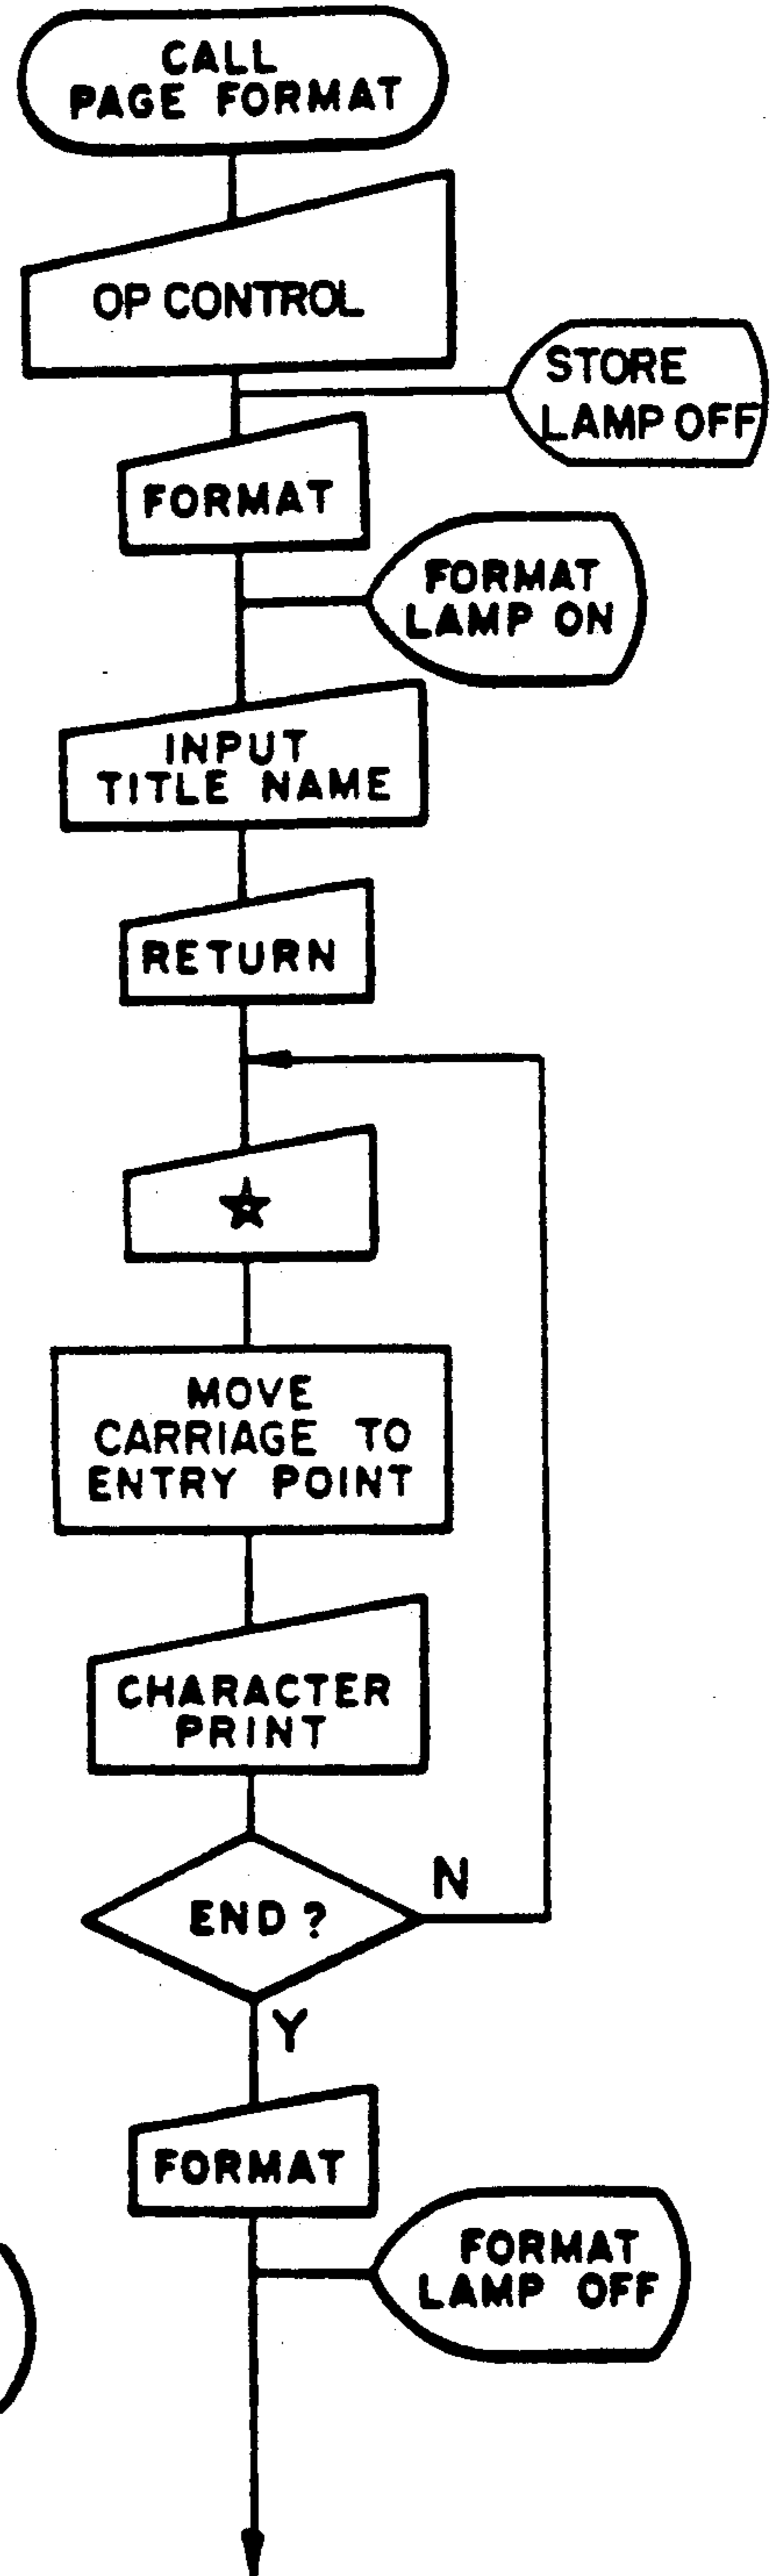 CALL
PAGE FORMAT
OP CONTROL
STORE
LAMP OFF
FORMAT
FORMAT
LAMP ON
INPUT
TITLE NAME
RETURN
MOVE
CARRIAGE TO
ENTRY POINT
CHARACTER
PRINT
END ?
N
Y
FORMAT
FORMAT
LAMP OFF